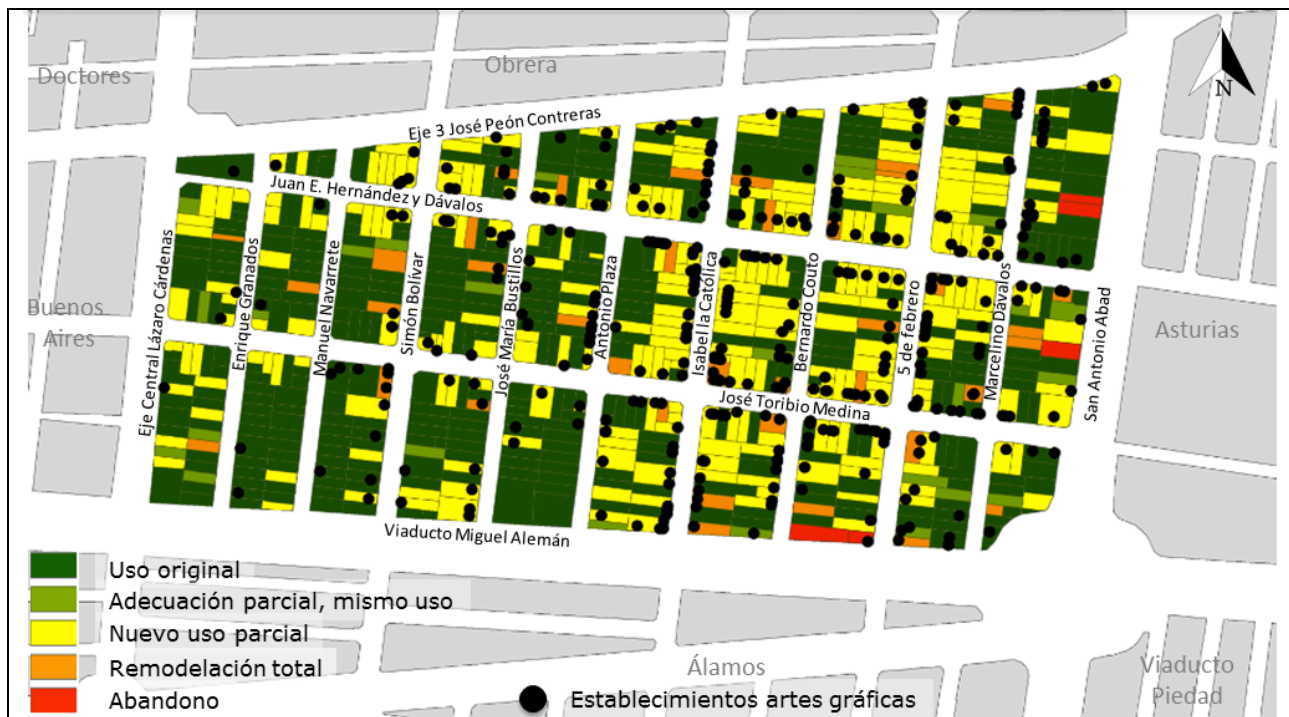 Doctores
Obrera
N
Eje 3 José Peón Contreras
Juan E. Hernández y Dávalos
Eje Central Lázaro Cárdenas
Enrique Granados
Manuel Navarrete
Simón Bolívar
José María Bustillos
Antonio Plaza
Isabel la Católica
Bernardo Couto
5 de febrero
Marcelino Dávalos
San Antonio Abad
Buenos
Aires
Asturias
José Toribio Medina
Viaducto Miguel Alemán
Uso original
Adecuación parcial, mismo uso
Nuevo uso parcial
Remodelación total
Abandono
Establecimientos artes gráficas
Álamos
Viaducto
Piedad